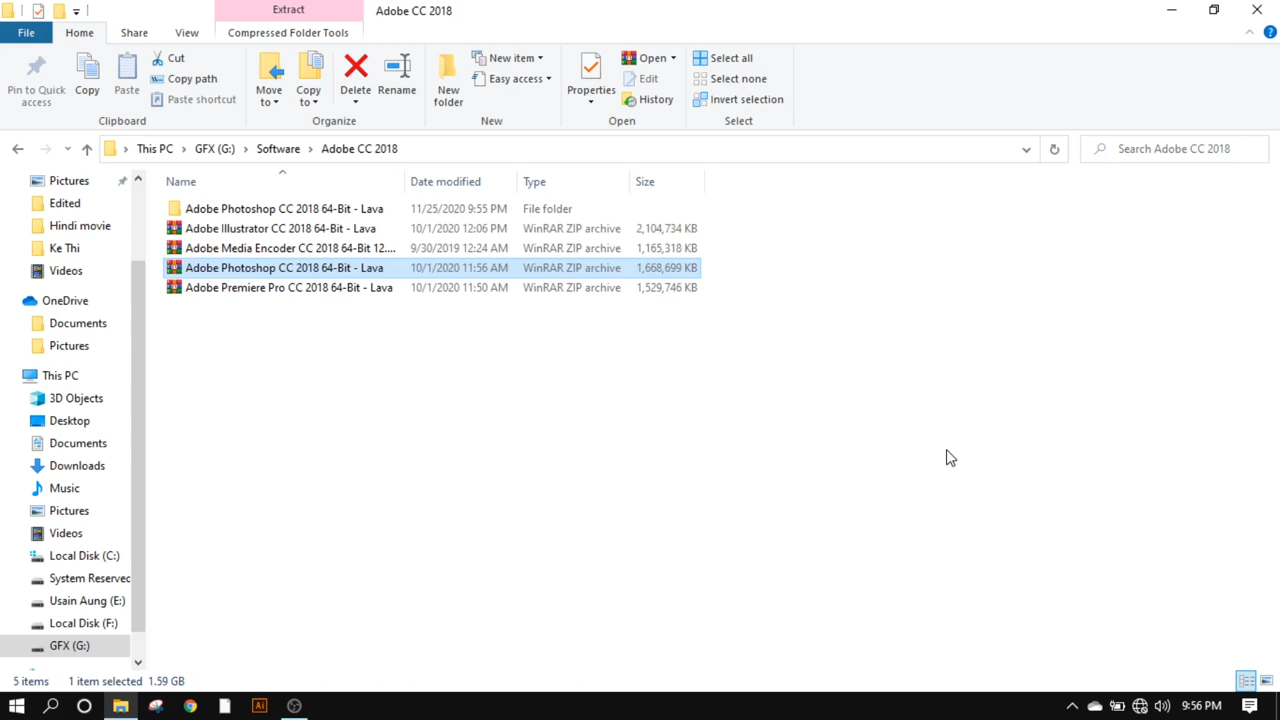 Extract
Adobe CC 2018
File
Home
Share
View
Compressed Folder Tools
Pin to Quick access
Copy
Paste
Cut
Copy path
Paste shortcut
Clipboard
Move to
Copy to
Delete
Rename
Organize
New folder
New item
Easy access
New
Properties
Open
Edit
History
Open
Select all
Select none
Invert selection
Select
This PC > GFX (G:) > Software > Adobe CC 2018
Search Adobe CC 2018
Name Date modified Type Size
Adobe Photoshop CC 2018 64-Bit - Lava 11/25/2020 9:55 PM File folder
Adobe Illustrator CC 2018 64-Bit - Lava 10/1/2020 12:06 PM WinRAR ZIP archive 2,104,734 KB
Adobe Media Encoder CC 2018 64-Bit 12.... 9/30/2019 12:24 AM WinRAR ZIP archive 1,165,318 KB
Adobe Photoshop CC 2018 64-Bit - Lava 10/1/2020 11:56 AM WinRAR ZIP archive 1,668,699 KB
Adobe Premiere Pro CC 2018 64-Bit - Lava 10/1/2020 11:50 AM WinRAR ZIP archive 1,529,746 KB
Pictures
Edited
Hindi movie
Ke Thi
Videos
OneDrive
Documents
Pictures
This PC
3D Objects
Desktop
Documents
Downloads
Music
Pictures
Videos
Local Disk (C:)
System Reserved
Usain Aung (E:)
Local Disk (F:)
GFX (G:)
5 items 1 item selected 1.59 GB
Ai
9:56 PM